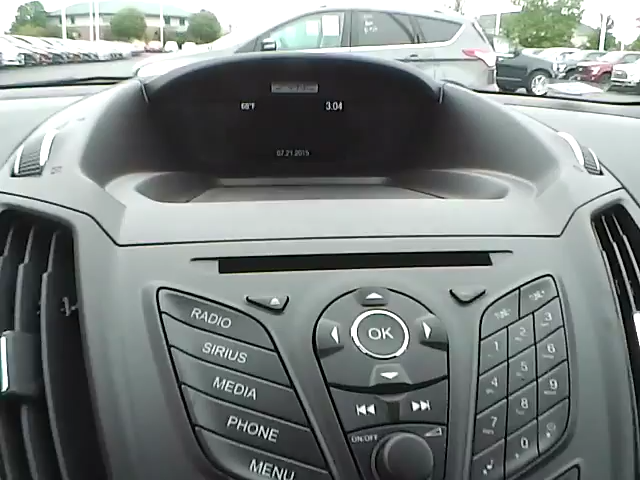 68°F 3:04
07.21.2015
RADIO
SIRIUS
MEDIA
PHONE
MENU
OK
ON/OFF
1 2 3
4 5 6
7 8 9
0